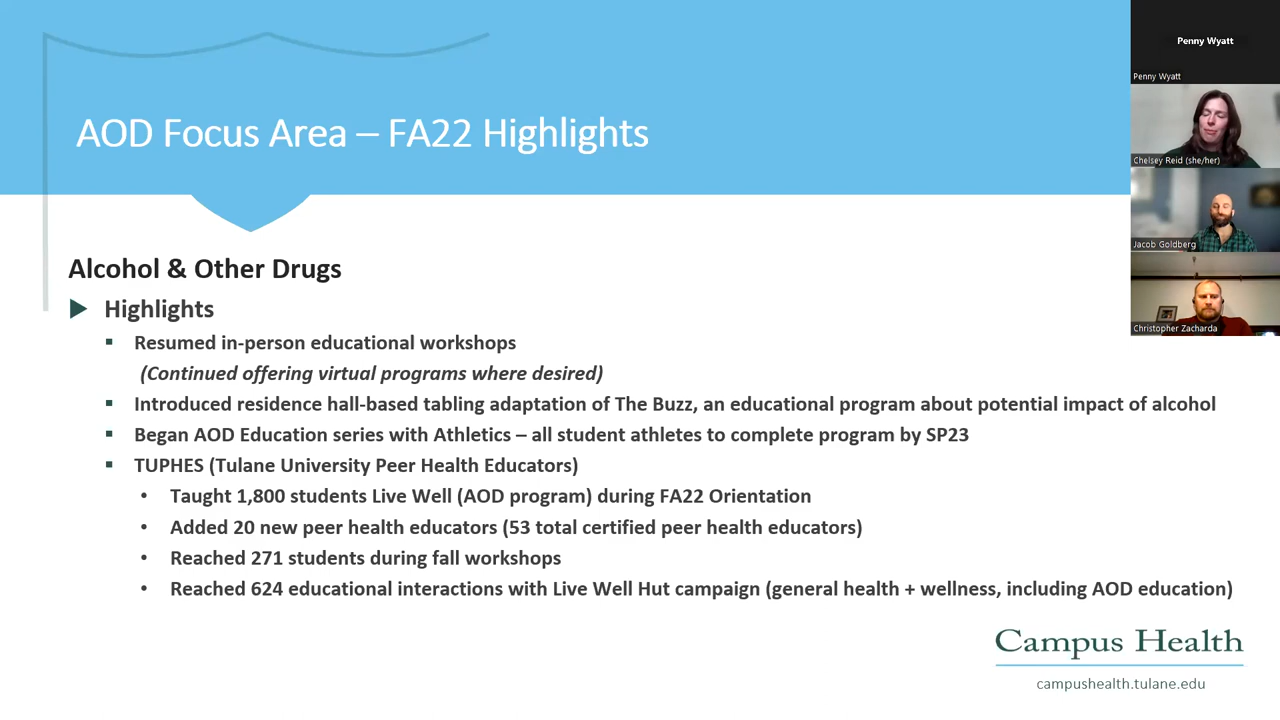 AOD Focus Area – FA22 Highlights
Penny Wyatt
Penny Wyatt
Chelsey Reid (she/her)
Jacob Goldberg
Christopher Zacharda
Alcohol & Other Drugs
Highlights
Resumed in-person educational workshops
(Continued offering virtual programs where desired)
Introduced residence hall-based tabling adaptation of The Buzz, an educational program about potential impact of alcohol
Began AOD Education series with Athletics – all student athletes to complete program by SP23
TUPHES (Tulane University Peer Health Educators)
Taught 1,800 students Live Well (AOD program) during FA22 Orientation
Added 20 new peer health educators (53 total certified peer health educators)
Reached 271 students during fall workshops
Reached 624 educational interactions with Live Well Hut campaign (general health + wellness, including AOD education)
Campus Health
campushealth.tulane.edu